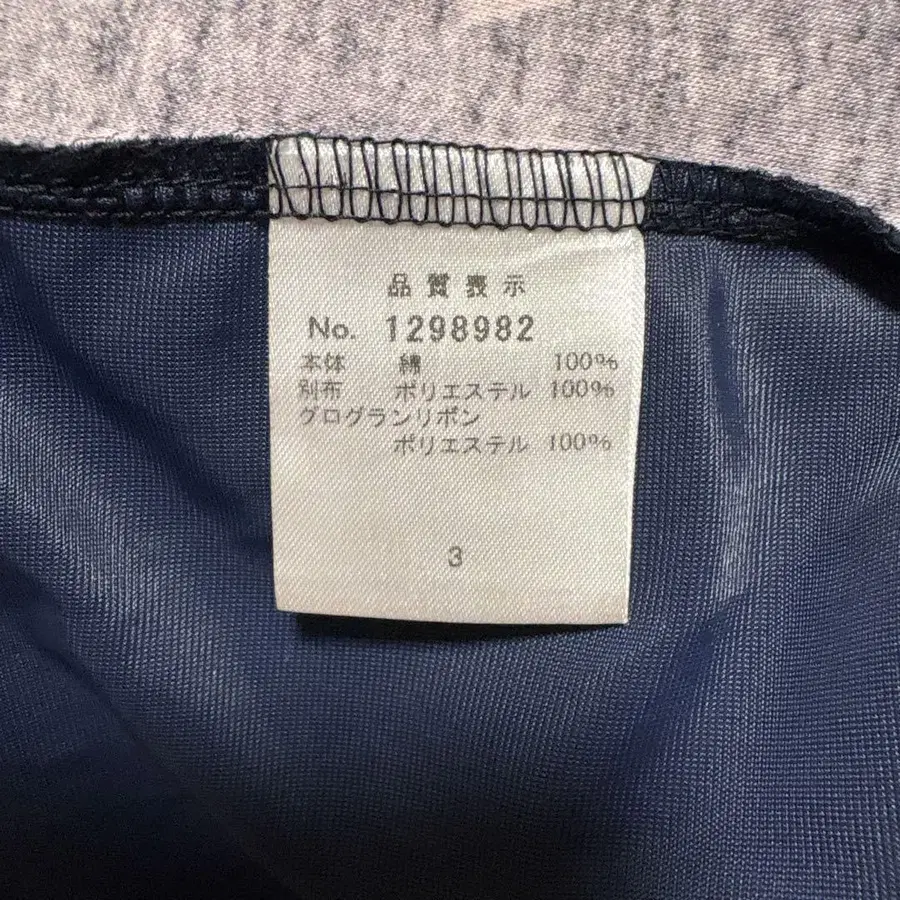 品質表示
No. 1298982
本体 綿 100%
別布 ポリエステル 100%
グログランリボン
ポリエステル 100%
3